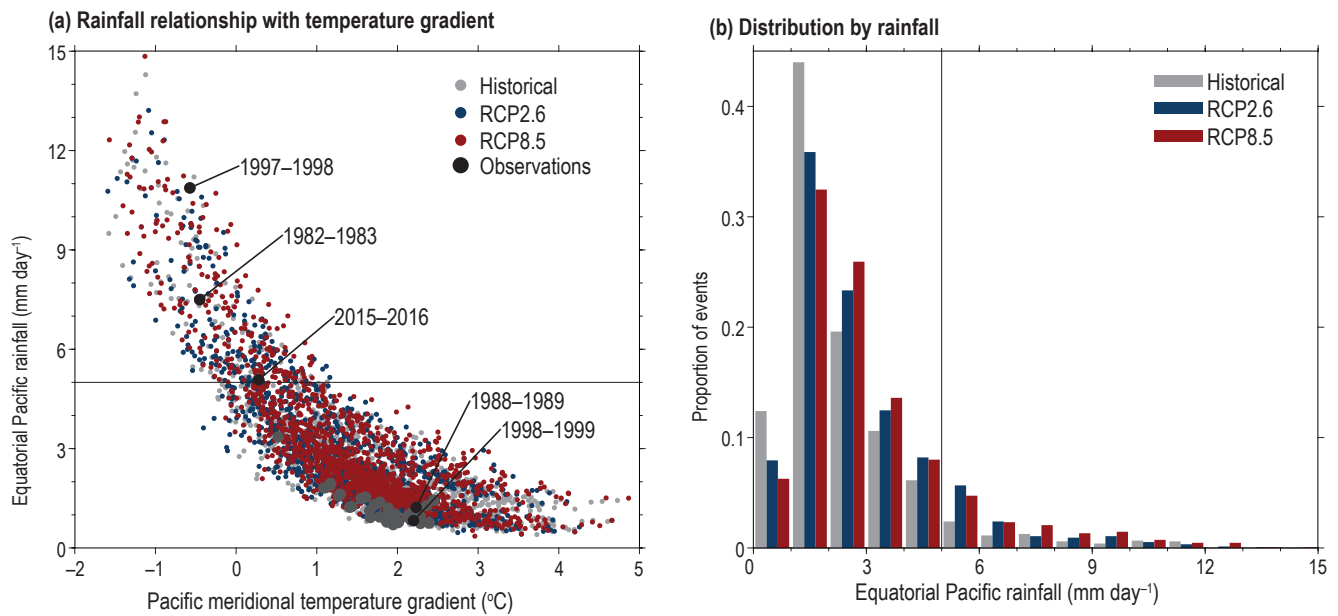 (a) Rainfall relationship with temperature gradient
15
12
9
6
3
0
–2
–1
0
1
2
3
4
5
Equatorial Pacific rainfall (mm day–1)
Pacific meridional temperature gradient (ºC)
Historical
RCP2.6
RCP8.5
Observations
1997–1998
1982–1983
2015–2016
1988–1989
1998–1999
(b) Distribution by rainfall
0.4
0.3
0.2
0.1
0
0
3
6
9
12
15
Proportion of events
Equatorial Pacific rainfall (mm day–1)
Historical
RCP2.6
RCP8.5